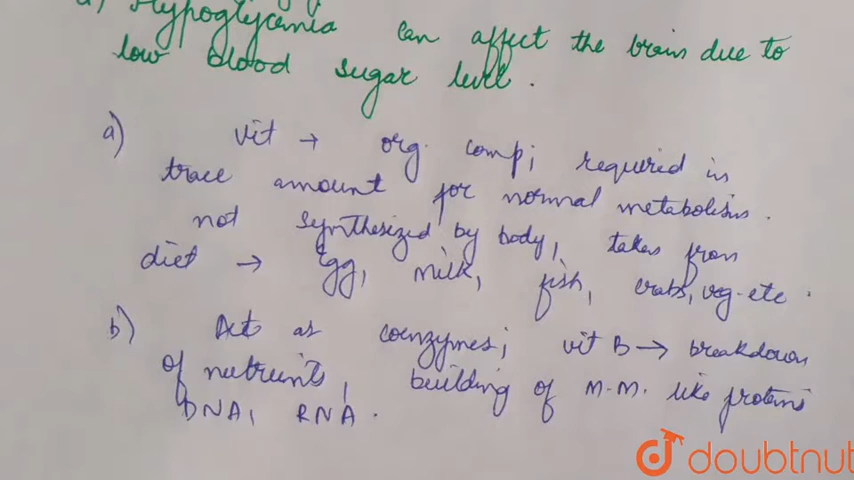 d) Hypoglycemia can affect the brain due to
low blood sugar level.
a) vit → org. comp; required in
trace amount for normal metabolism.
not synthesized by body, taken from
diet → Egg, milk, fish, crabs, veg. etc.
b) Act as coenzymes; vit B → breakdown
of nutrients, building of M.M. like proteins
DNA, RNA.
doubtnut